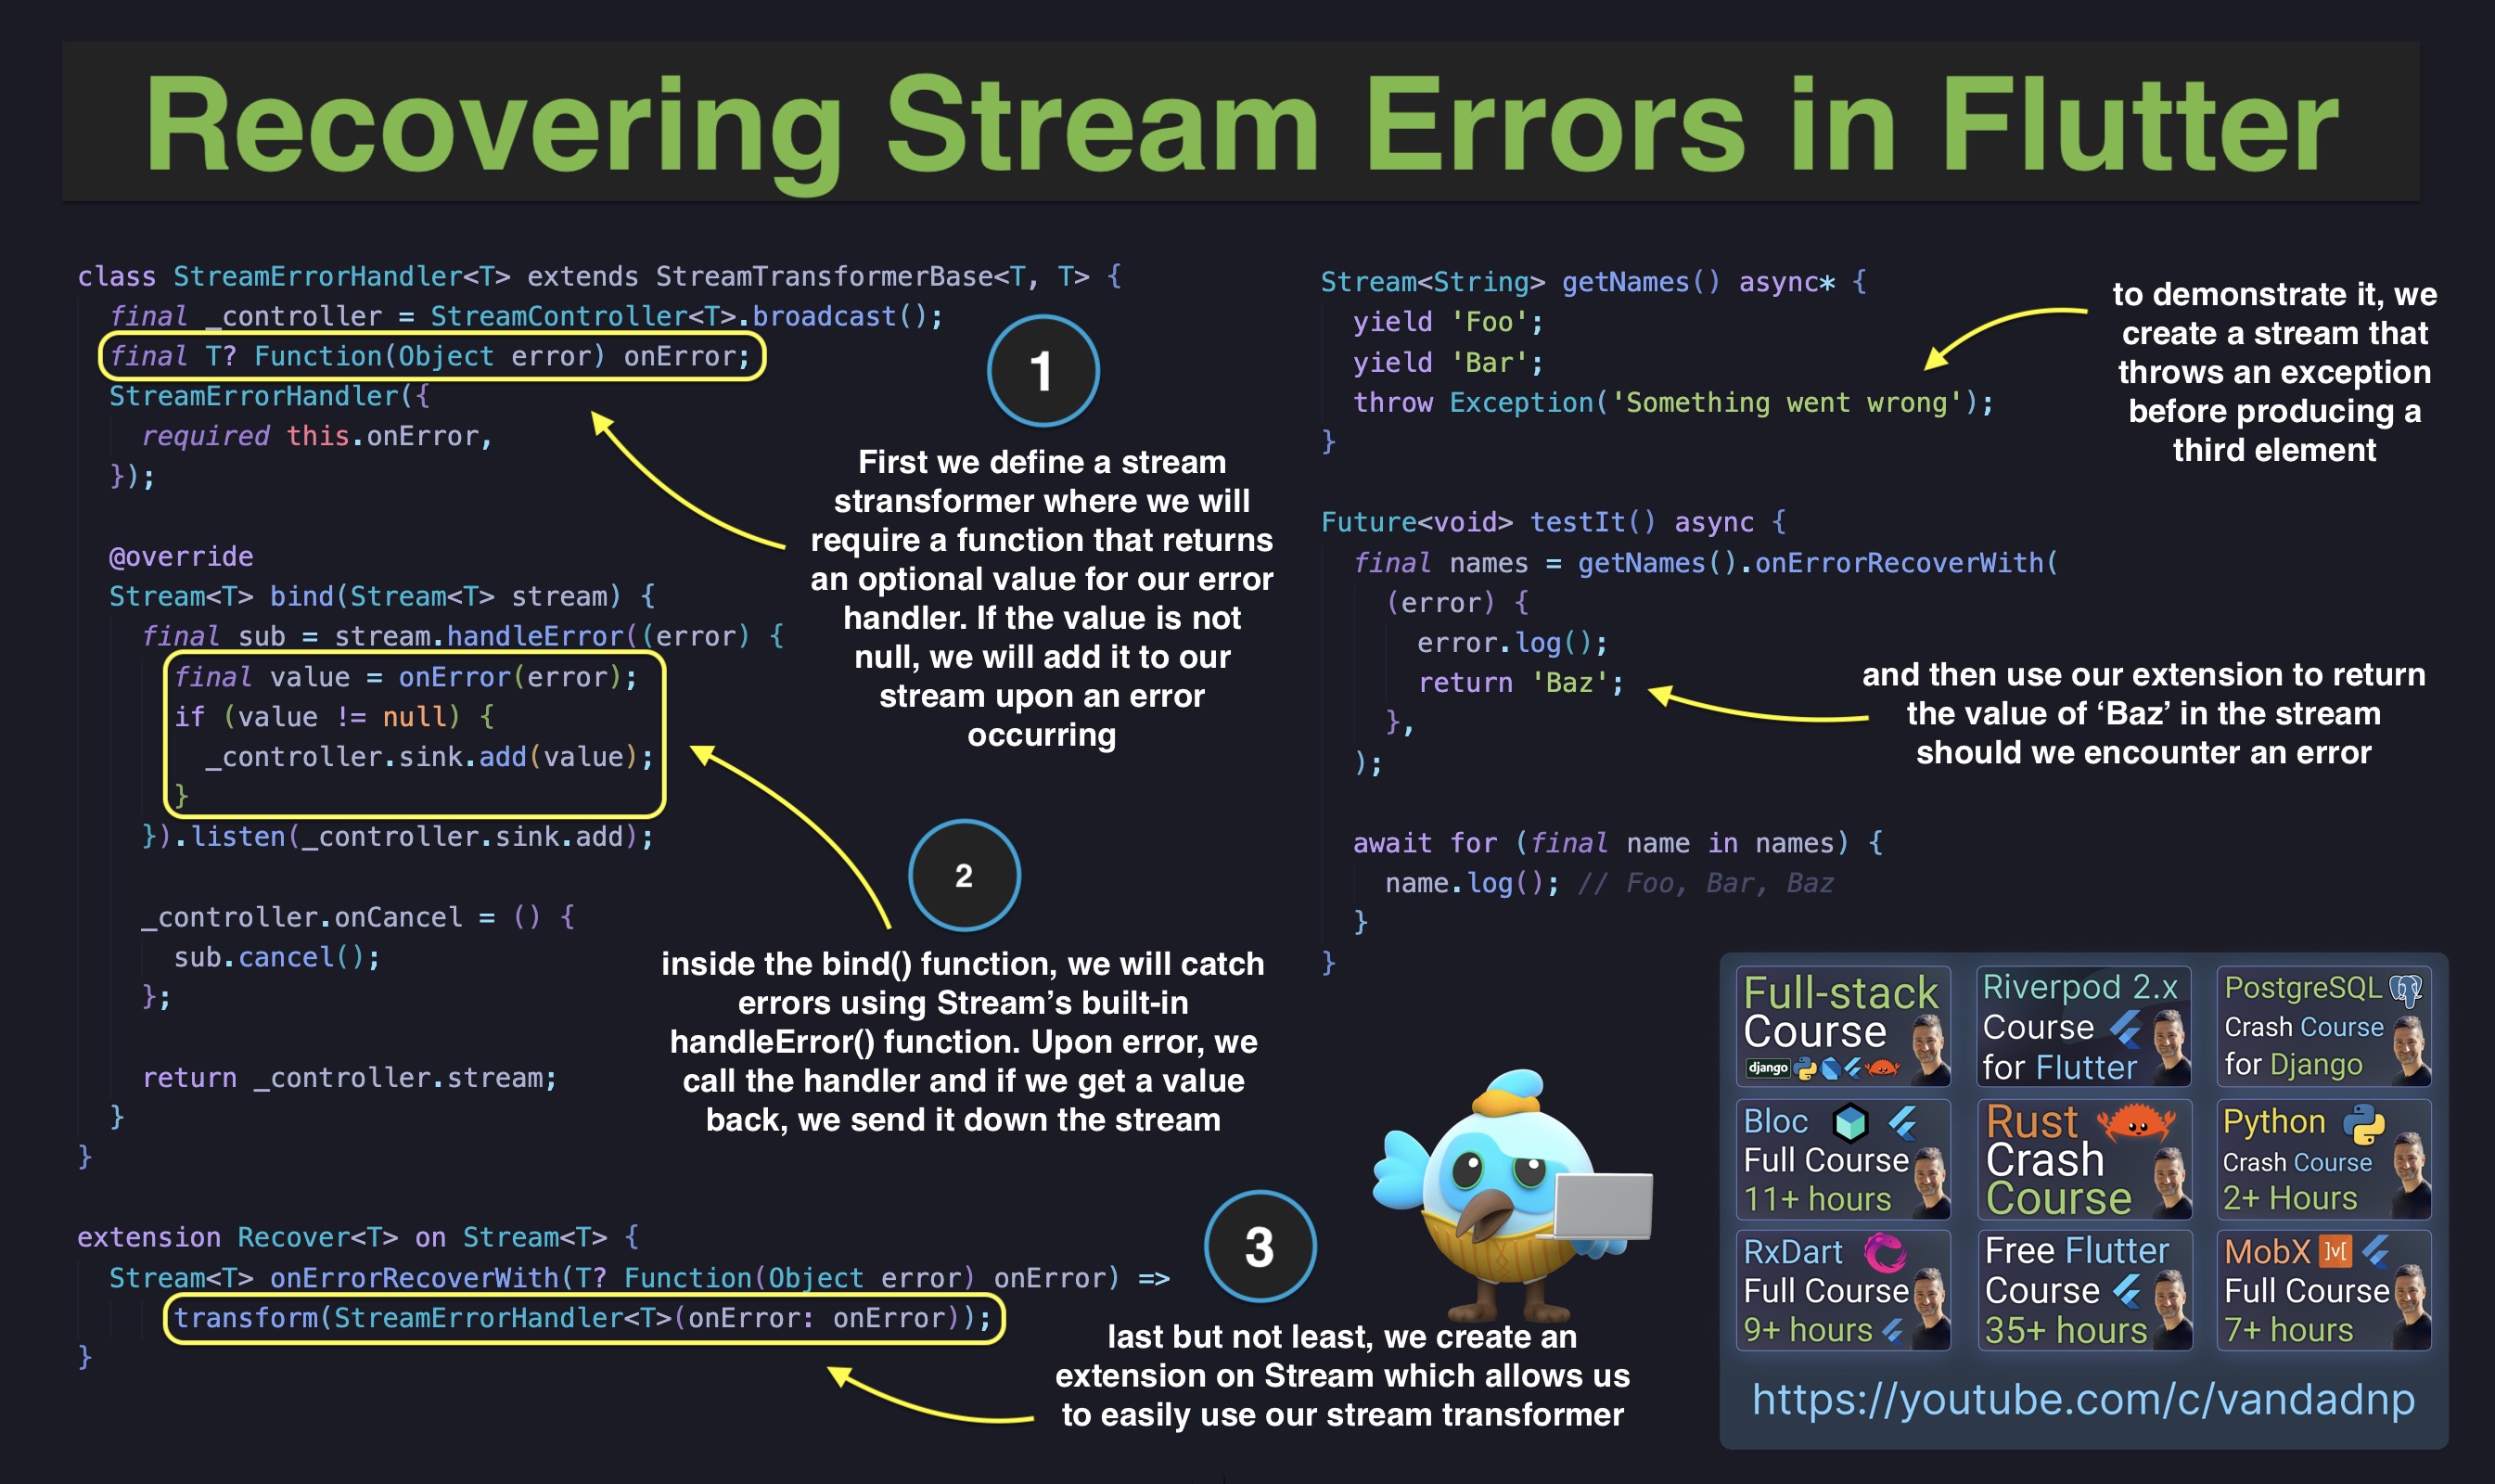 Recovering Stream Errors in Flutter
class StreamErrorHandler<T> extends StreamTransformerBase<T, T> {
  final _controller = StreamController<T>.broadcast();
  final T? Function(Object error) onError;
  StreamErrorHandler({
    required this.onError,
  });
  @override
  Stream<T> bind(Stream<T> stream) {
    final sub = stream.handleError((error) {
      final value = onError(error);
      if (value != null) {
        _controller.sink.add(value);
      }
    }).listen(_controller.sink.add);
    _controller.onCancel = () {
      sub.cancel();
    };
    return _controller.stream;
  }
}
extension Recover<T> on Stream<T> {
  Stream<T> onErrorRecoverWith(T? Function(Object error) onError) =>
      transform(StreamErrorHandler<T>(onError: onError));
}
1
First we define a stream
stransformer where we will
require a function that returns
an optional value for our error
handler. If the value is not
null, we will add it to our
stream upon an error
occurring
2
inside the bind() function, we will catch
errors using Stream’s built-in
handleError() function. Upon error, we
call the handler and if we get a value
back, we send it down the stream
3
last but not least, we create an
extension on Stream which allows us
to easily use our stream transformer
Stream<String> getNames() async* {
  yield 'Foo';
  yield 'Bar';
  throw Exception('Something went wrong');
}
to demonstrate it, we
create a stream that
throws an exception
before producing a
third element
Future<void> testIt() async {
  final names = getNames().onErrorRecoverWith(
    (error) {
      error.log();
      return 'Baz';
    },
  );
  await for (final name in names) {
    name.log(); // Foo, Bar, Baz
  }
}
and then use our extension to return
the value of ‘Baz’ in the stream
should we encounter an error
Full-stack
Course
django
Riverpod 2.x
Course
for Flutter
PostgreSQL
Crash Course
for Django
Bloc
Full Course
11+ hours
Rust
Crash
Course
Python
Crash Course
2+ Hours
RxDart
Full Course
9+ hours
Free Flutter
Course
35+ hours
MobX ]v[
Full Course
7+ hours
https://youtube.com/c/vandadnp